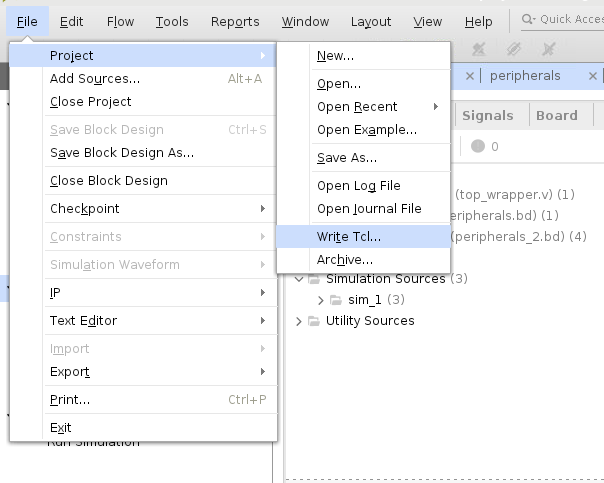 File Edit Flow Tools Reports Window Layout View Help Quick Access
Project
Add Sources... Alt+A
Close Project
Save Block Design Ctrl+S
Save Block Design As...
Close Block Design
Checkpoint
Constraints
Simulation Waveform
IP
Text Editor
Import
Export
Print... Ctrl+P
Exit
New...
Open...
Open Recent
Open Example...
Save As...
Open Log File
Open Journal File
Write Tcl...
Archive...
peripherals
Signals Board
0
(top_wrapper.v) (1)
eripherals.bd) (1)
(peripherals_2.bd) (4)
Simulation Sources (3)
sim_1 (3)
Utility Sources
Run Simulation